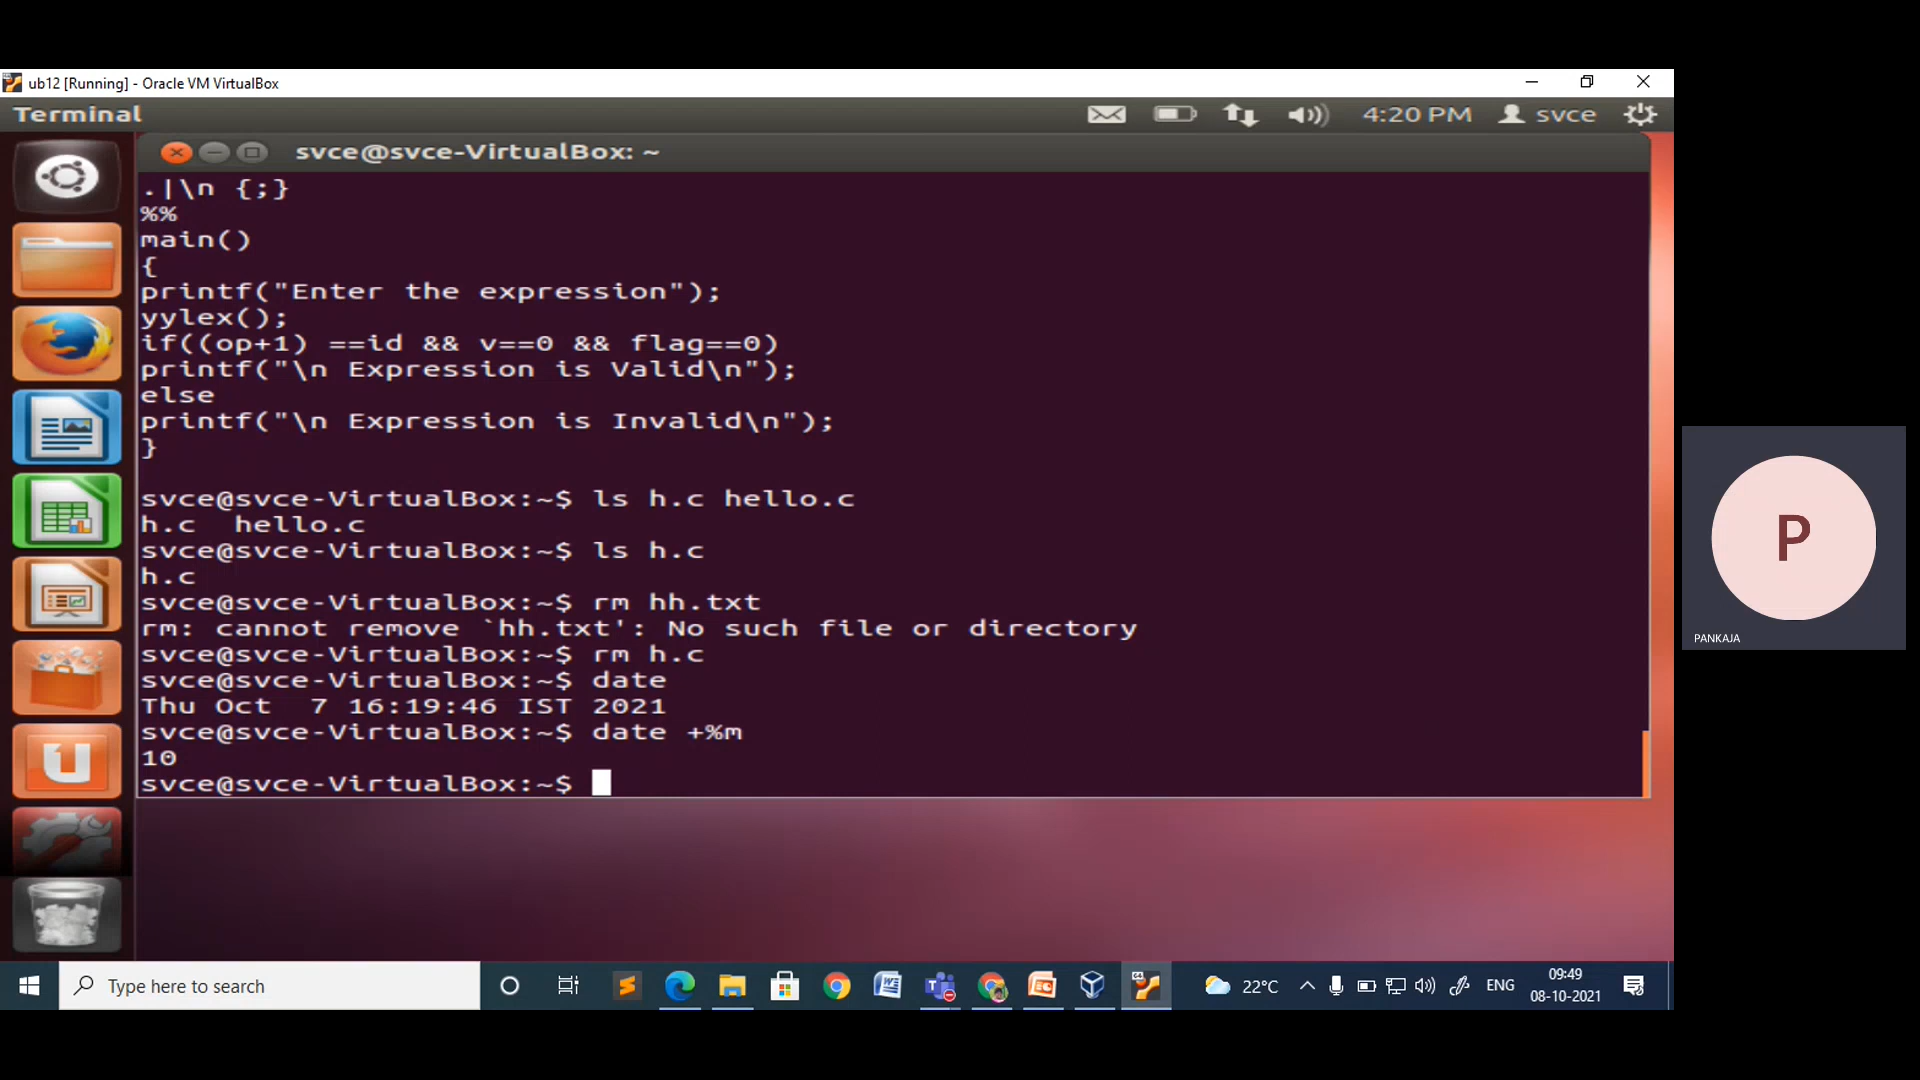 ub12 [Running] - Oracle VM VirtualBox
Terminal
4:20 PM svce
svce@svce-VirtualBox: ~
.|\n {;}
%%
main()
{
printf("Enter the expression");
yylex();
if((op+1) ==id && v==0 && flag==0)
printf("\n Expression is Valid\n");
else
printf("\n Expression is Invalid\n");
}
svce@svce-VirtualBox:~$ ls h.c hello.c
h.c  hello.c
svce@svce-VirtualBox:~$ ls h.c
h.c
svce@svce-VirtualBox:~$ rm hh.txt
rm: cannot remove `hh.txt': No such file or directory
svce@svce-VirtualBox:~$ rm h.c
svce@svce-VirtualBox:~$ date
Thu Oct  7 16:19:46 IST 2021
svce@svce-VirtualBox:~$ date +%m
10
svce@svce-VirtualBox:~$
P
PANKAJA
Type here to search
22°C
ENG
09:49
08-10-2021